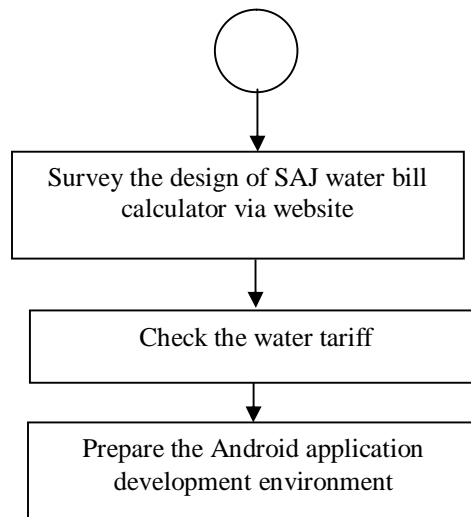 Survey the design of SAJ water bill
calculator via website
Check the water tariff
Prepare the Android application
development environment